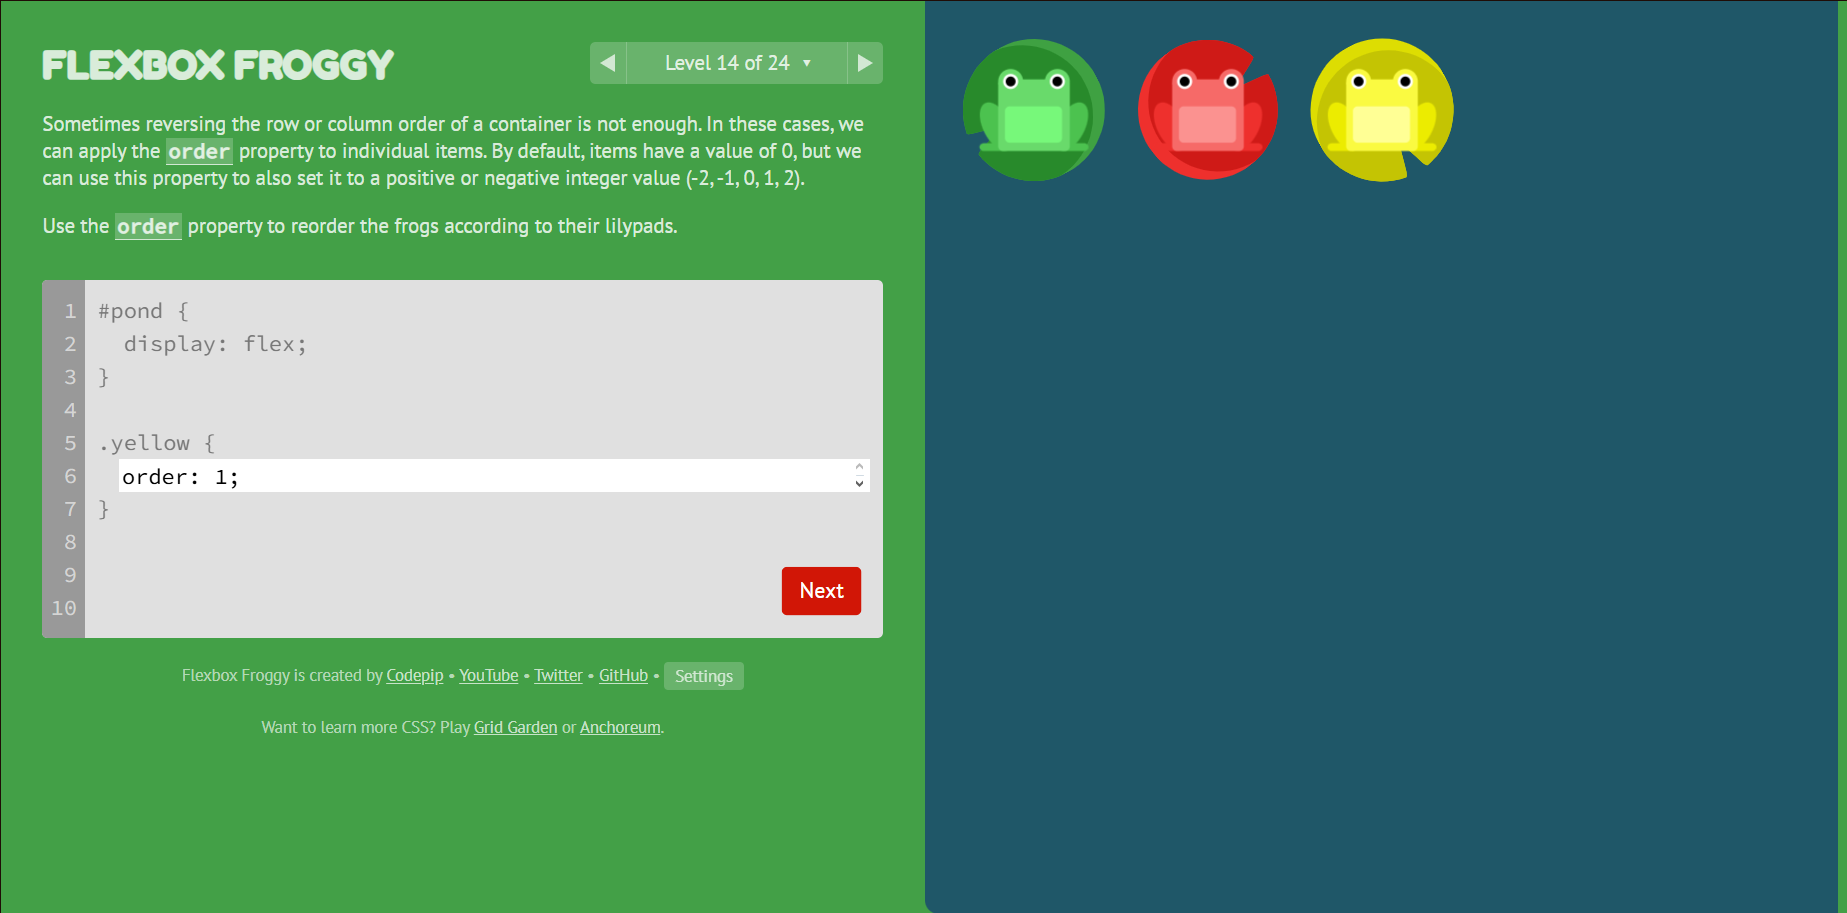 FLEXBOX FROGGY
Level 14 of 24
Sometimes reversing the row or column order of a container is not enough. In these cases, we
can apply the order property to individual items. By default, items have a value of 0, but we
can use this property to also set it to a positive or negative integer value (-2, -1, 0, 1, 2).
Use the order property to reorder the frogs according to their lilypads.
1 #pond {
2 display: flex;
3 }
4
5 .yellow {
6 order: 1;
7 }
8
9
10
Next
Flexbox Froggy is created by Codepip • YouTube • Twitter • GitHub • Settings
Want to learn more CSS? Play Grid Garden or Anchoreum.